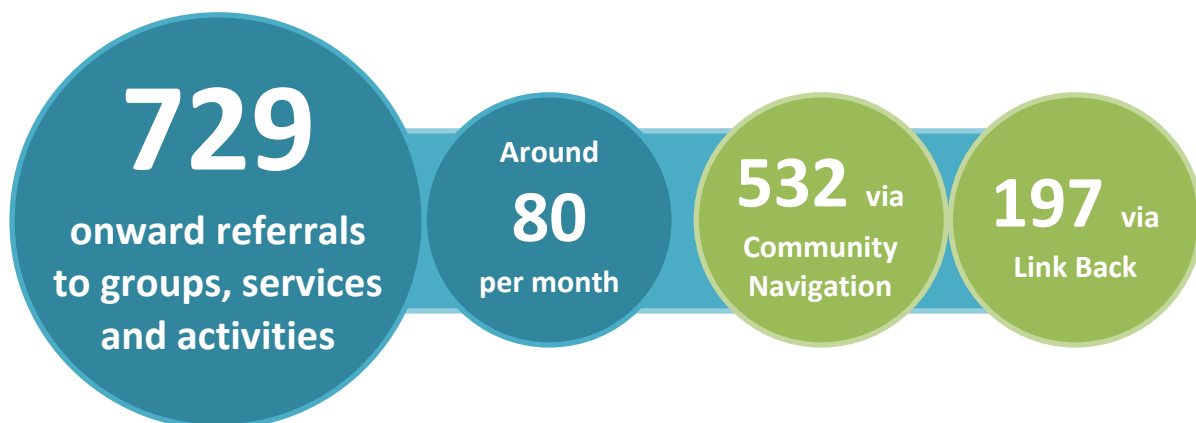 729
onward referrals
to groups, services
and activities
Around
80
per month
532 via
Community
Navigation
197 via
Link Back